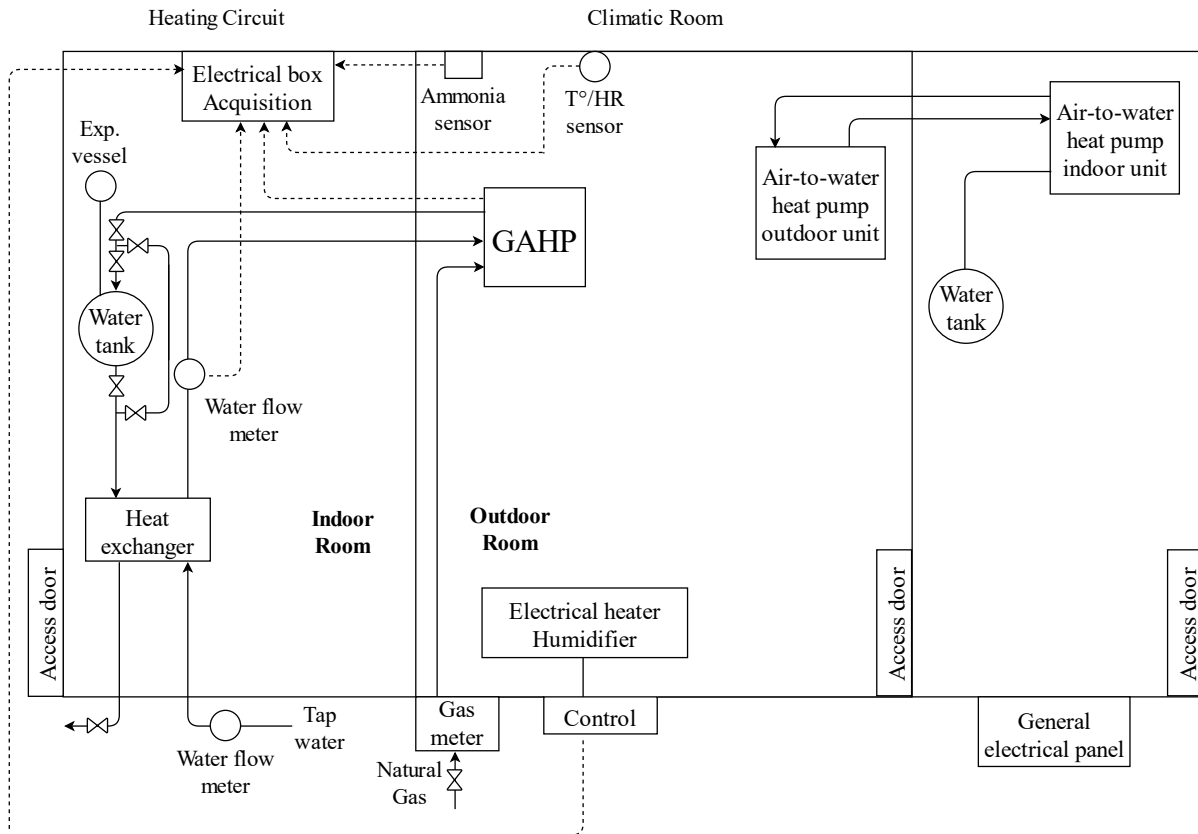 Heating Circuit
Climatic Room
Electrical box
Acquisition
Ammonia
sensor
T°/HR
sensor
Exp.
vessel
Air-to-water
heat pump
outdoor unit
Air-to-water
heat pump
indoor unit
GAHP
Water
tank
Water
tank
Water flow
meter
Heat
exchanger
Indoor
Room
Outdoor
Room
Electrical heater
Humidifier
Access door
Access door
Access door
Tap
water
Water flow
meter
Gas
meter
Control
Natural
Gas
General
electrical panel